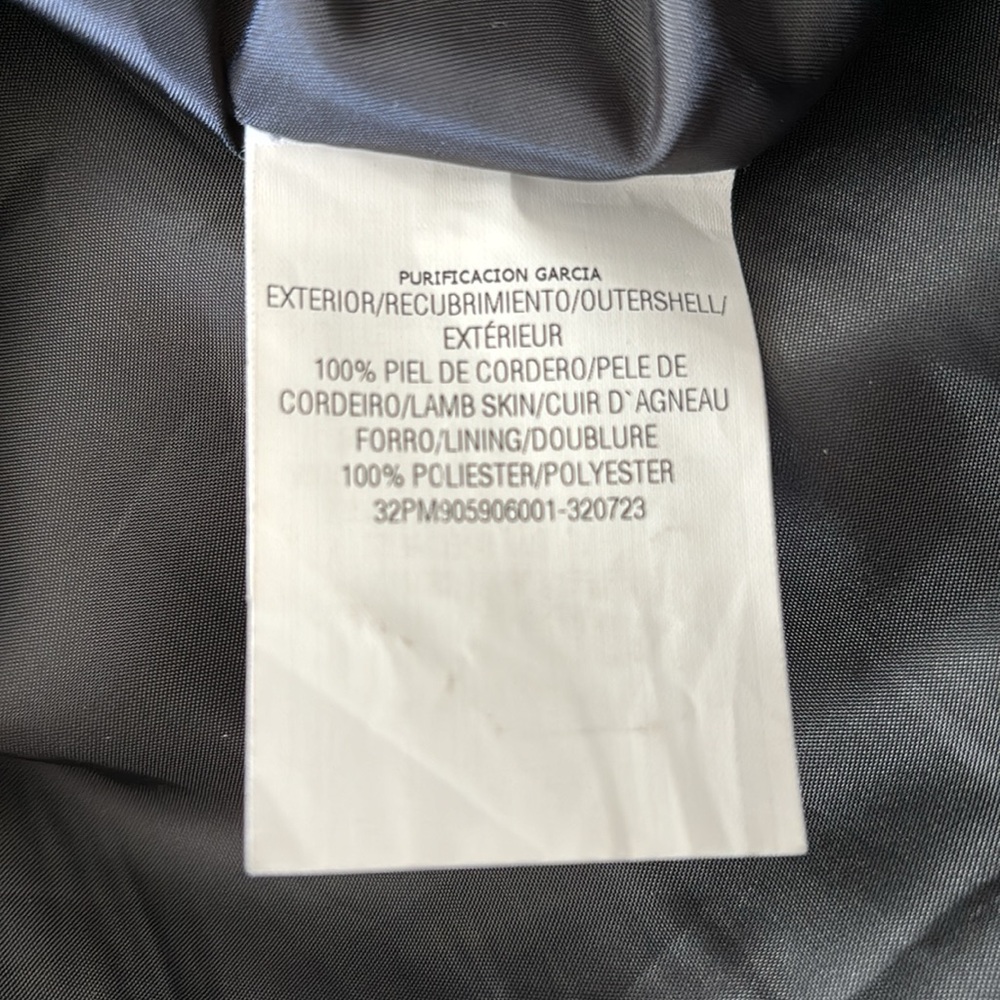 PURIFICACION GARCIA
EXTERIOR/RECUBRIMIENTO/OUTERSHELL/
EXTÉRIEUR
100% PIEL DE CORDERO/PELE DE
CORDEIRO/LAMB SKIN/CUIR D`AGNEAU
FORRO/LINING/DOUBLURE
100% POLIESTER/POLYESTER
32PM905906001-320723